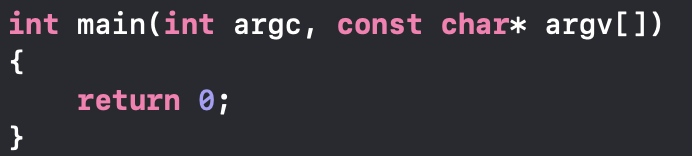 int main(int argc, const char* argv[])
{
    return 0;
}